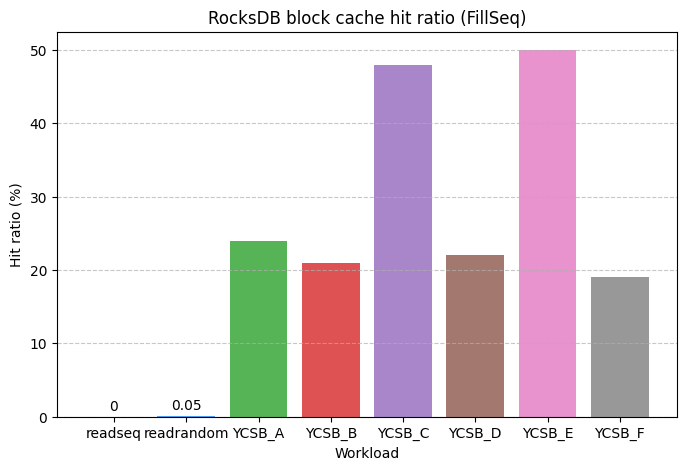 RocksDB block cache hit ratio (FillSeq)
Hit ratio (%)
50
40
30
20
10
0
0
0.05
readseq readrandom YCSB_A YCSB_B YCSB_C YCSB_D YCSB_E YCSB_F
Workload